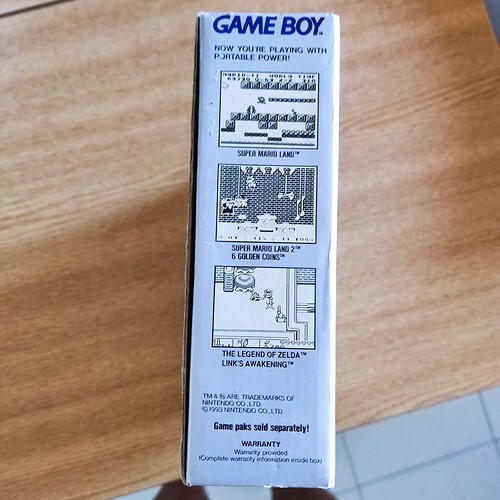 GAME BOY™
NOW YOU'RE PLAYING WITH
PORTABLE POWER!
SUPER MARIO LAND™
SUPER MARIO LAND 2™
6 GOLDEN COINS™
THE LEGEND OF ZELDA™
LINK'S AWAKENING™
TM & ® ARE TRADEMARKS OF
NINTENDO CO., LTD.
© 1993 NINTENDO CO., LTD.
Game paks sold separately!
WARRANTY
Warranty provided
(Complete warranty information inside box)